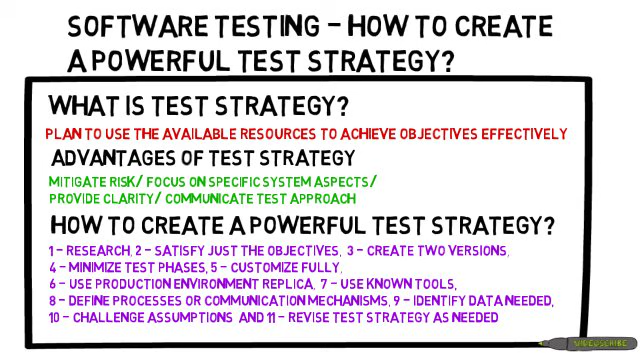 SOFTWARE TESTING - HOW TO CREATE
A POWERFUL TEST STRATEGY?
WHAT IS TEST STRATEGY?
PLAN TO USE THE AVAILABLE RESOURCES TO ACHIEVE OBJECTIVES EFFECTIVELY
ADVANTAGES OF TEST STRATEGY
MITIGATE RISK/ FOCUS ON SPECIFIC SYSTEM ASPECTS/
PROVIDE CLARITY/ COMMUNICATE TEST APPROACH
HOW TO CREATE A POWERFUL TEST STRATEGY?
1 - RESEARCH, 2 - SATISFY JUST THE OBJECTIVES, 3 - CREATE TWO VERSIONS,
4 - MINIMIZE TEST PHASES, 5 - CUSTOMIZE FULLY,
6 - USE PRODUCTION ENVIRONMENT REPLICA, 7 - USE KNOWN TOOLS,
8 - DEFINE PROCESSES OR COMMUNICATION MECHANISMS, 9 - IDENTIFY DATA NEEDED,
10 - CHALLENGE ASSUMPTIONS AND 11 - REVISE TEST STRATEGY AS NEEDED
VIDEOSCRIBE